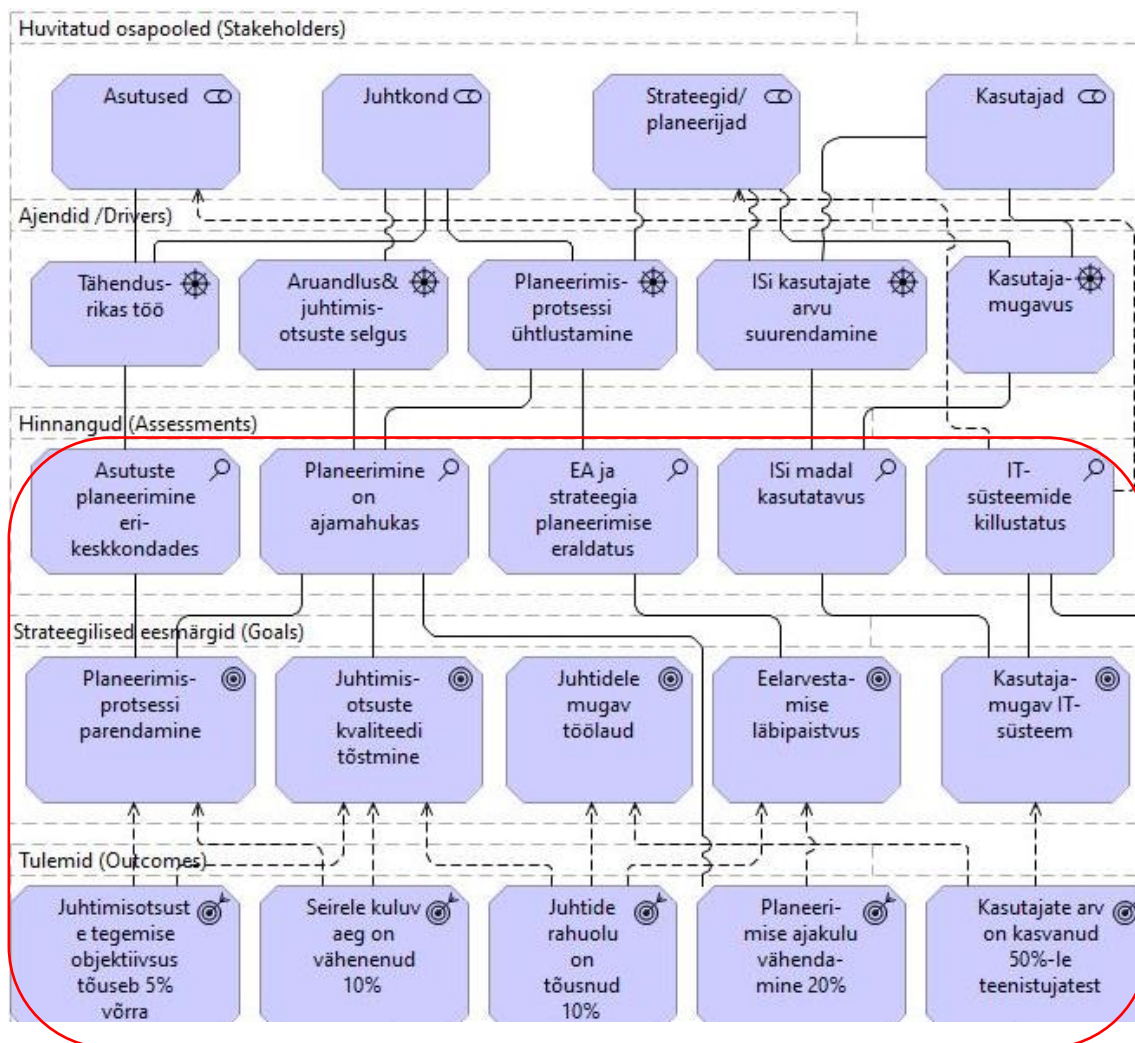 Huvitatud osapooled (Stakeholders)
Asutused
Juhtkond
Strateegid/
planeerijad
Kasutajad
Ajendid /Drivers)
Tähendus-
rikas töö
Aruandlus&
juhtimis-
otsuste selgus
Planeerimis-
protsessi
ühtlustamine
ISi kasutajate
arvu
suurendamine
Kasutaja-
mugavus
Hinnangud (Assessments)
Asutuste
planeerimine
eri-
keskkondades
Planeerimine
on
ajamahukas
EA ja
strateegia
planeerimise
eraldatus
ISi madal
kasutatavus
IT-
süsteemide
killustatus
Strateegilised eesmärgid (Goals)
Planeerimis-
protsessi
parendamine
Juhtimis-
otsuste
kvaliteedi
tõstmine
Juhtidele
mugav
töölaud
Eelarvesta-
mise
läbipaistvus
Kasutaja-
mugav IT-
süsteem
Tulemid (Outcomes)
Juhtimisotsust
e tegemise
objektiivsus
tõuseb 5%
võrra
Seirele kuluv
aeg on
vähenenud
10%
Juhtide
rahuolu
on
tõusnud
10%
Planeeri-
mise ajakulu
vähenda-
mine 20%
Kasutajate arv
on kasvanud
50%-le
teenistujatest